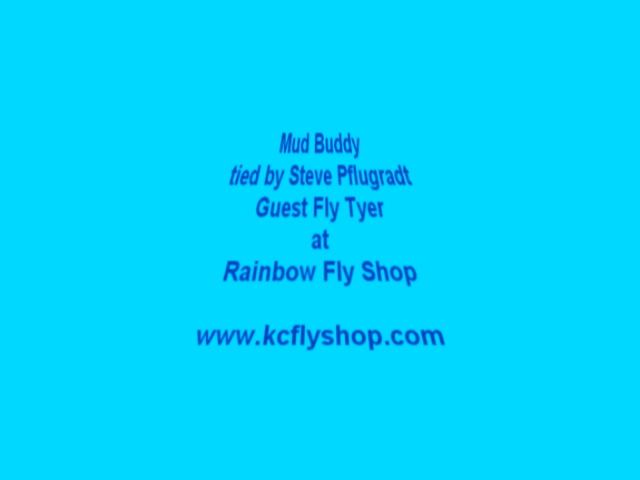 Mud Buddy
tied by Steve Pflugradt
Guest Fly Tyer
at
Rainbow Fly Shop
www.kcflyshop.com